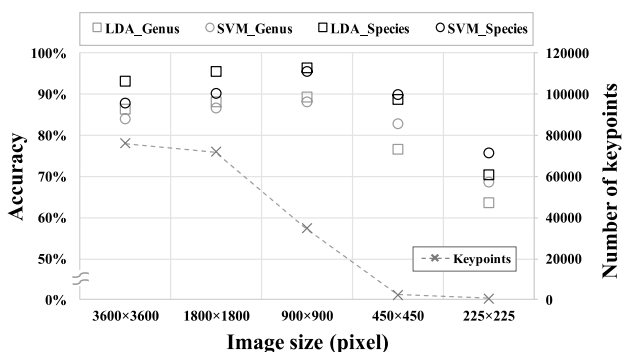 LDA_Genus SVM_Genus LDA_Species SVM_Species
100% 120000
90% 100000
80% 80000
70% 60000
60% 40000
50% 20000
0% 0
Accuracy
Number of keypoints
Keypoints
3600×3600 1800×1800 900×900 450×450 225×225
Image size (pixel)